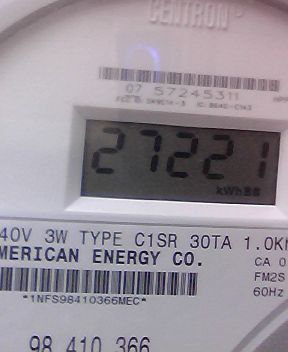 CENTRON®
07 57245311
27221
kWh
40V 3W TYPE C1SR 30TA 1.0K
MERICAN ENERGY CO.
CA 0
FM2S
60Hz
*1NFS98410366MEC*
98 410 366